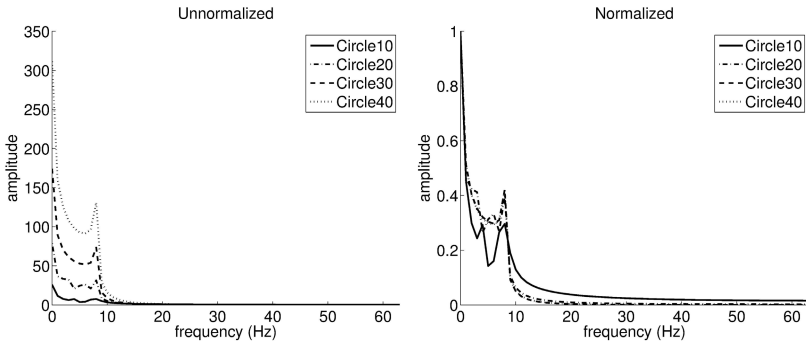 Unnormalized
350
300
250
200
150
100
50
0
amplitude
Circle10
Circle20
Circle30
Circle40
0 10 20 30 40 50 60
frequency (Hz)
Normalized
1
0.8
0.6
0.4
0.2
0
amplitude
Circle10
Circle20
Circle30
Circle40
0 10 20 30 40 50 60
frequency (Hz)